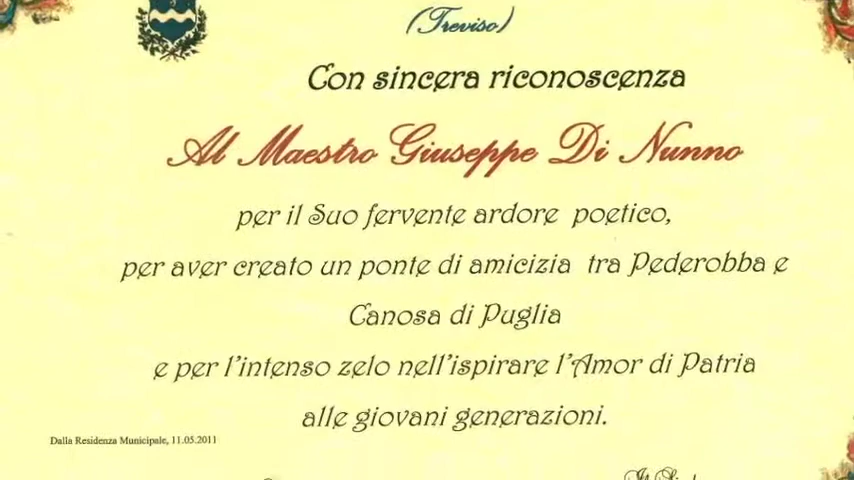 (Treviso)
Con sincera riconoscenza
Al Maestro Giuseppe Di Nunno
per il Suo fervente ardore poetico,
per aver creato un ponte di amicizia tra Pederobba e
Canosa di Puglia
e per l'intenso zelo nell'ispirare l'Amor di Patria
alle giovani generazioni.
Dalla Residenza Municipale, 11.05.2011